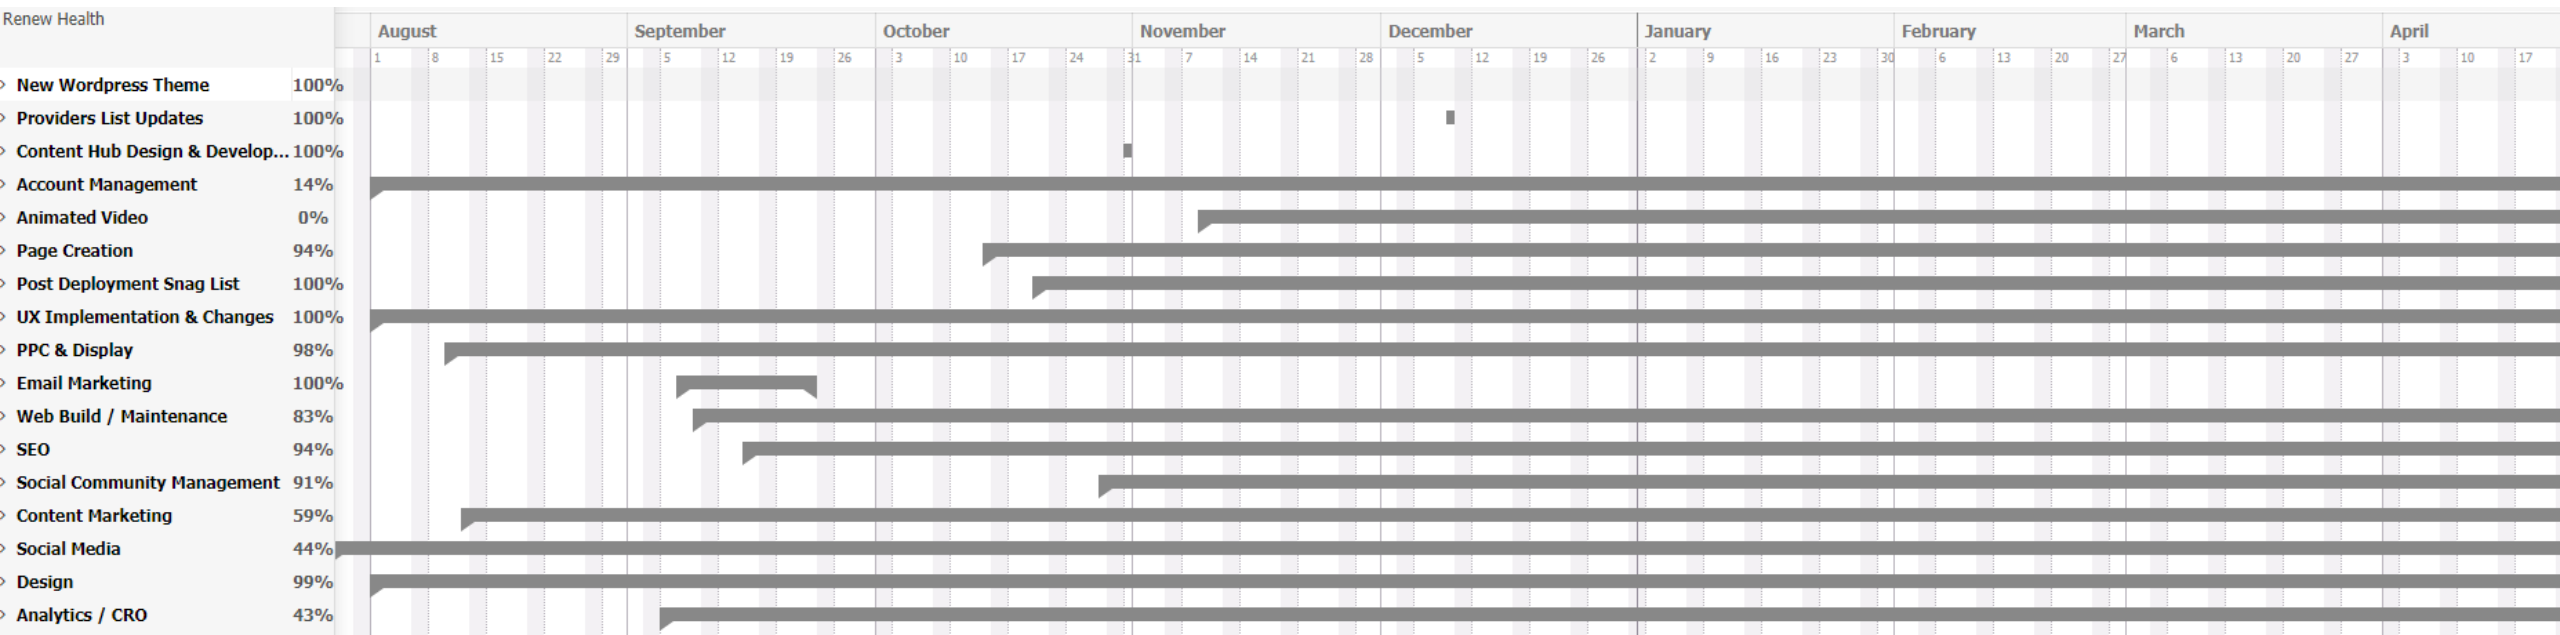 Renew Health
August September October November December January February March April
1 8 15 22 29 5 12 19 26 3 10 17 24 31 7 14 21 28 5 12 19 26 2 9 16 23 30 6 13 20 27 6 13 20 27 3 10 17
New Wordpress Theme 100%
Providers List Updates 100%
Content Hub Design & Develop... 100%
Account Management 14%
Animated Video 0%
Page Creation 94%
Post Deployment Snag List 100%
UX Implementation & Changes 100%
PPC & Display 98%
Email Marketing 100%
Web Build / Maintenance 83%
SEO 94%
Social Community Management 91%
Content Marketing 59%
Social Media 44%
Design 99%
Analytics / CRO 43%